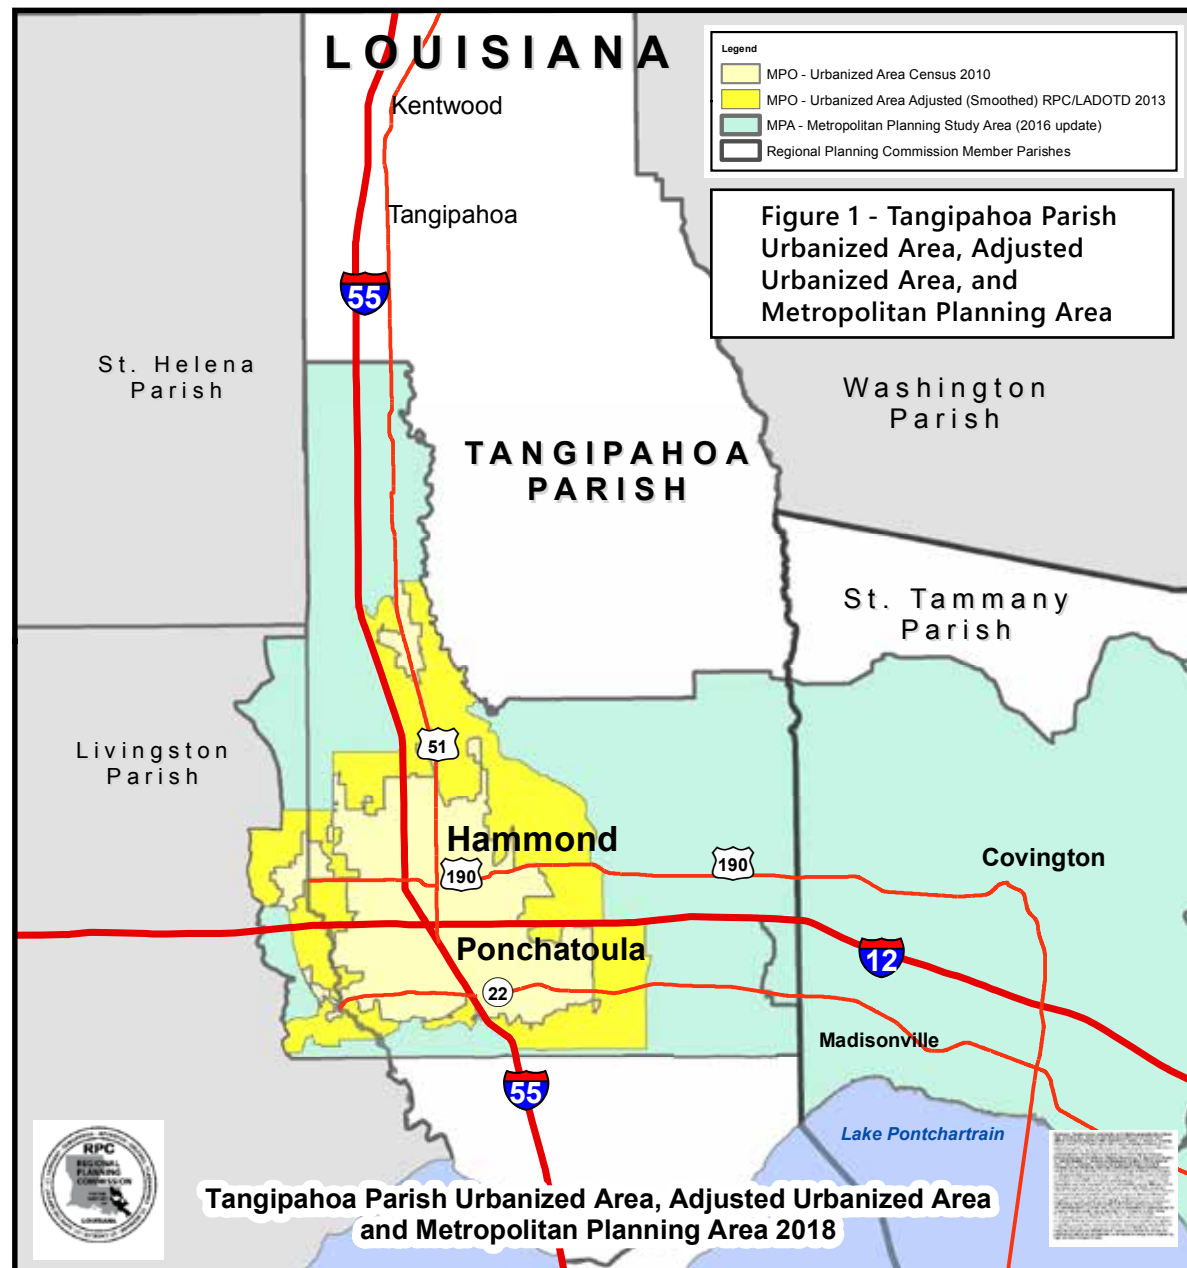 LOUISIANA
Legend
MPO - Urbanized Area Census 2010
MPO - Urbanized Area Adjusted (Smoothed) RPC/LADOTD 2013
MPA - Metropolitan Planning Study Area (2016 update)
Regional Planning Commission Member Parishes
Kentwood
Tangipahoa
Figure 1 - Tangipahoa Parish
Urbanized Area, Adjusted
Urbanized Area, and
Metropolitan Planning Area
55
St. Helena
Parish
Washington
Parish
TANGIPAHOA
PARISH
St. Tammany
Parish
Livingston
Parish
51
Hammond
190
190
Covington
Ponchatoula
12
22
Madisonville
55
Lake Pontchartrain
RPC
REGIONAL
PLANNING
COMMISSION
LOUISIANA
Tangipahoa Parish Urbanized Area, Adjusted Urbanized Area
and Metropolitan Planning Area 2018